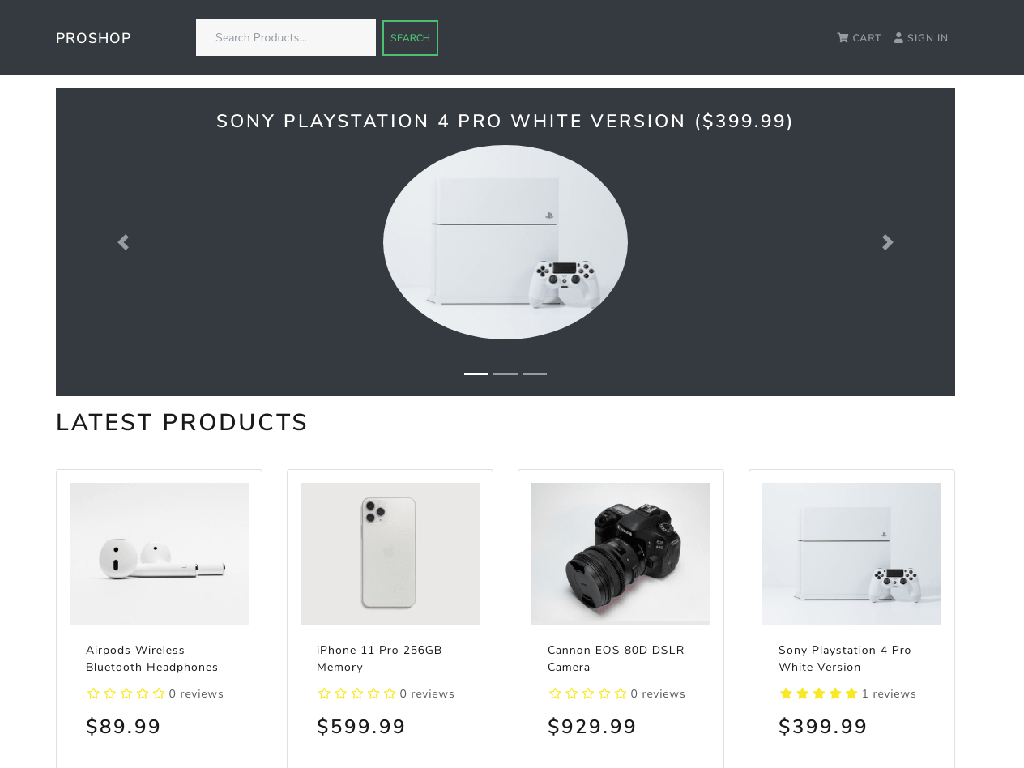 PROSHOP
Search Products...
SEARCH
CART
SIGN IN
SONY PLAYSTATION 4 PRO WHITE VERSION ($399.99)
LATEST PRODUCTS
Airpods Wireless
Bluetooth Headphones
0 reviews
$89.99
iPhone 11 Pro 256GB
Memory
0 reviews
$599.99
Cannon EOS 80D DSLR
Camera
0 reviews
$929.99
Sony Playstation 4 Pro
White Version
1 reviews
$399.99